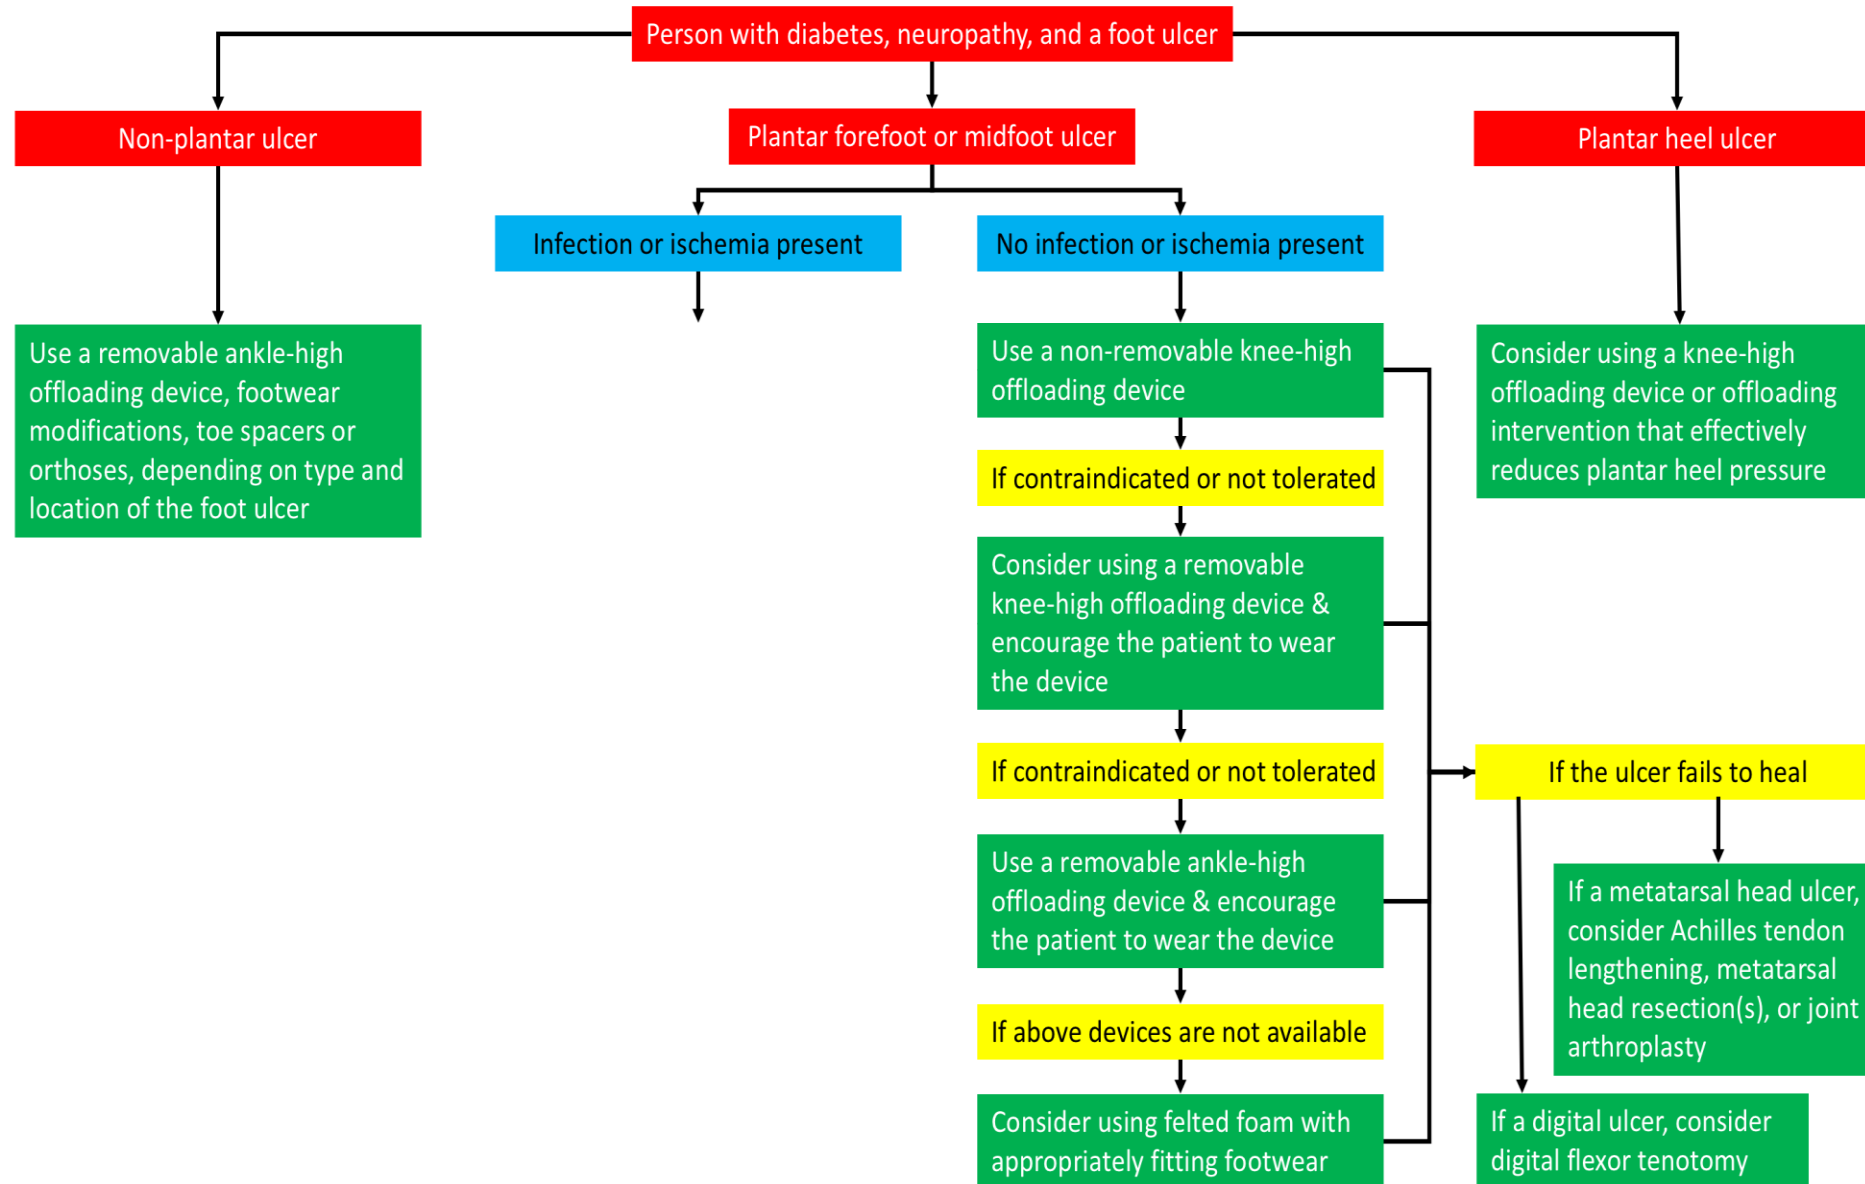 Person with diabetes, neuropathy, and a foot ulcer
Non-plantar ulcer
Plantar forefoot or midfoot ulcer
Plantar heel ulcer
Infection or ischemia present
No infection or ischemia present
Use a removable ankle-high
offloading device, footwear
modifications, toe spacers or
orthoses, depending on type and
location of the foot ulcer
Use a non-removable knee-high
offloading device
If contraindicated or not tolerated
Consider using a removable
knee-high offloading device &
encourage the patient to wear
the device
If contraindicated or not tolerated
Use a removable ankle-high
offloading device & encourage
the patient to wear the device
If above devices are not available
Consider using felted foam with
appropriately fitting footwear
Consider using a knee-high
offloading device or offloading
intervention that effectively
reduces plantar heel pressure
If the ulcer fails to heal
If a metatarsal head ulcer,
consider Achilles tendon
lengthening, metatarsal
head resection(s), or joint
arthroplasty
If a digital ulcer, consider
digital flexor tenotomy